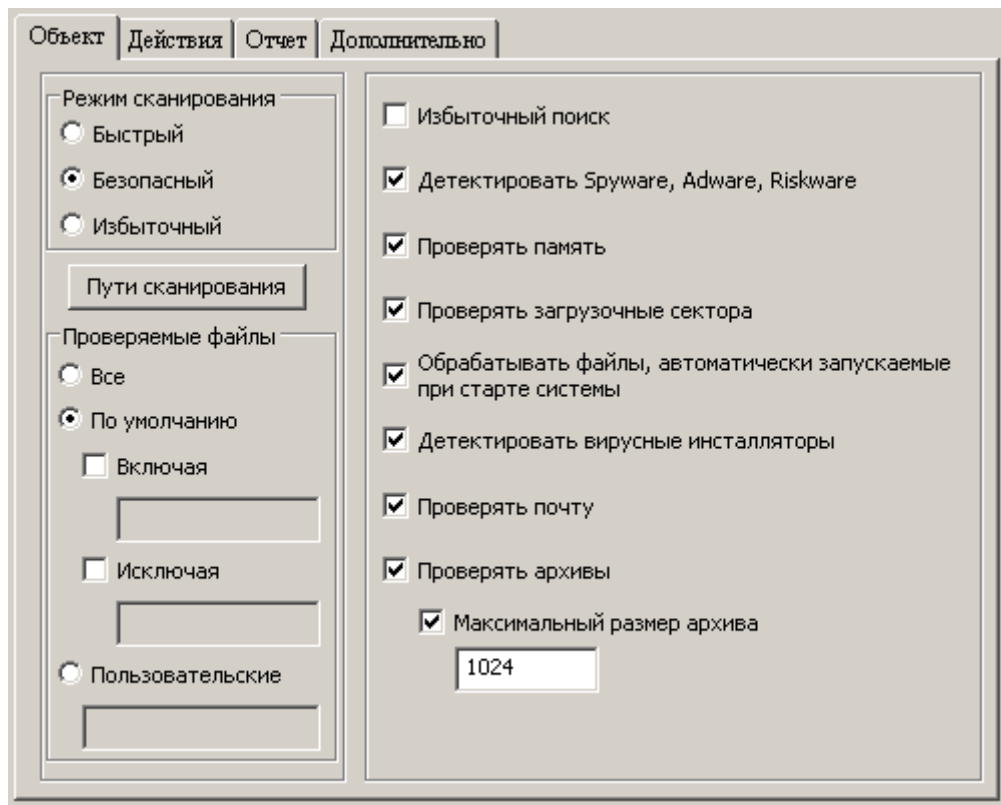 Объект
Действия
Отчет
Дополнительно
Режим сканирования
Быстрый
Безопасный
Избыточный
Пути сканирования
Проверяемые файлы
Все
По умолчанию
Включая
Исключая
Пользовательские
Избыточный поиск
Детектировать Spyware, Adware, Riskware
Проверять память
Проверять загрузочные сектора
Обрабатывать файлы, автоматически запускаемые
при старте системы
Детектировать вирусные инсталляторы
Проверять почту
Проверять архивы
Максимальный размер архива
1024